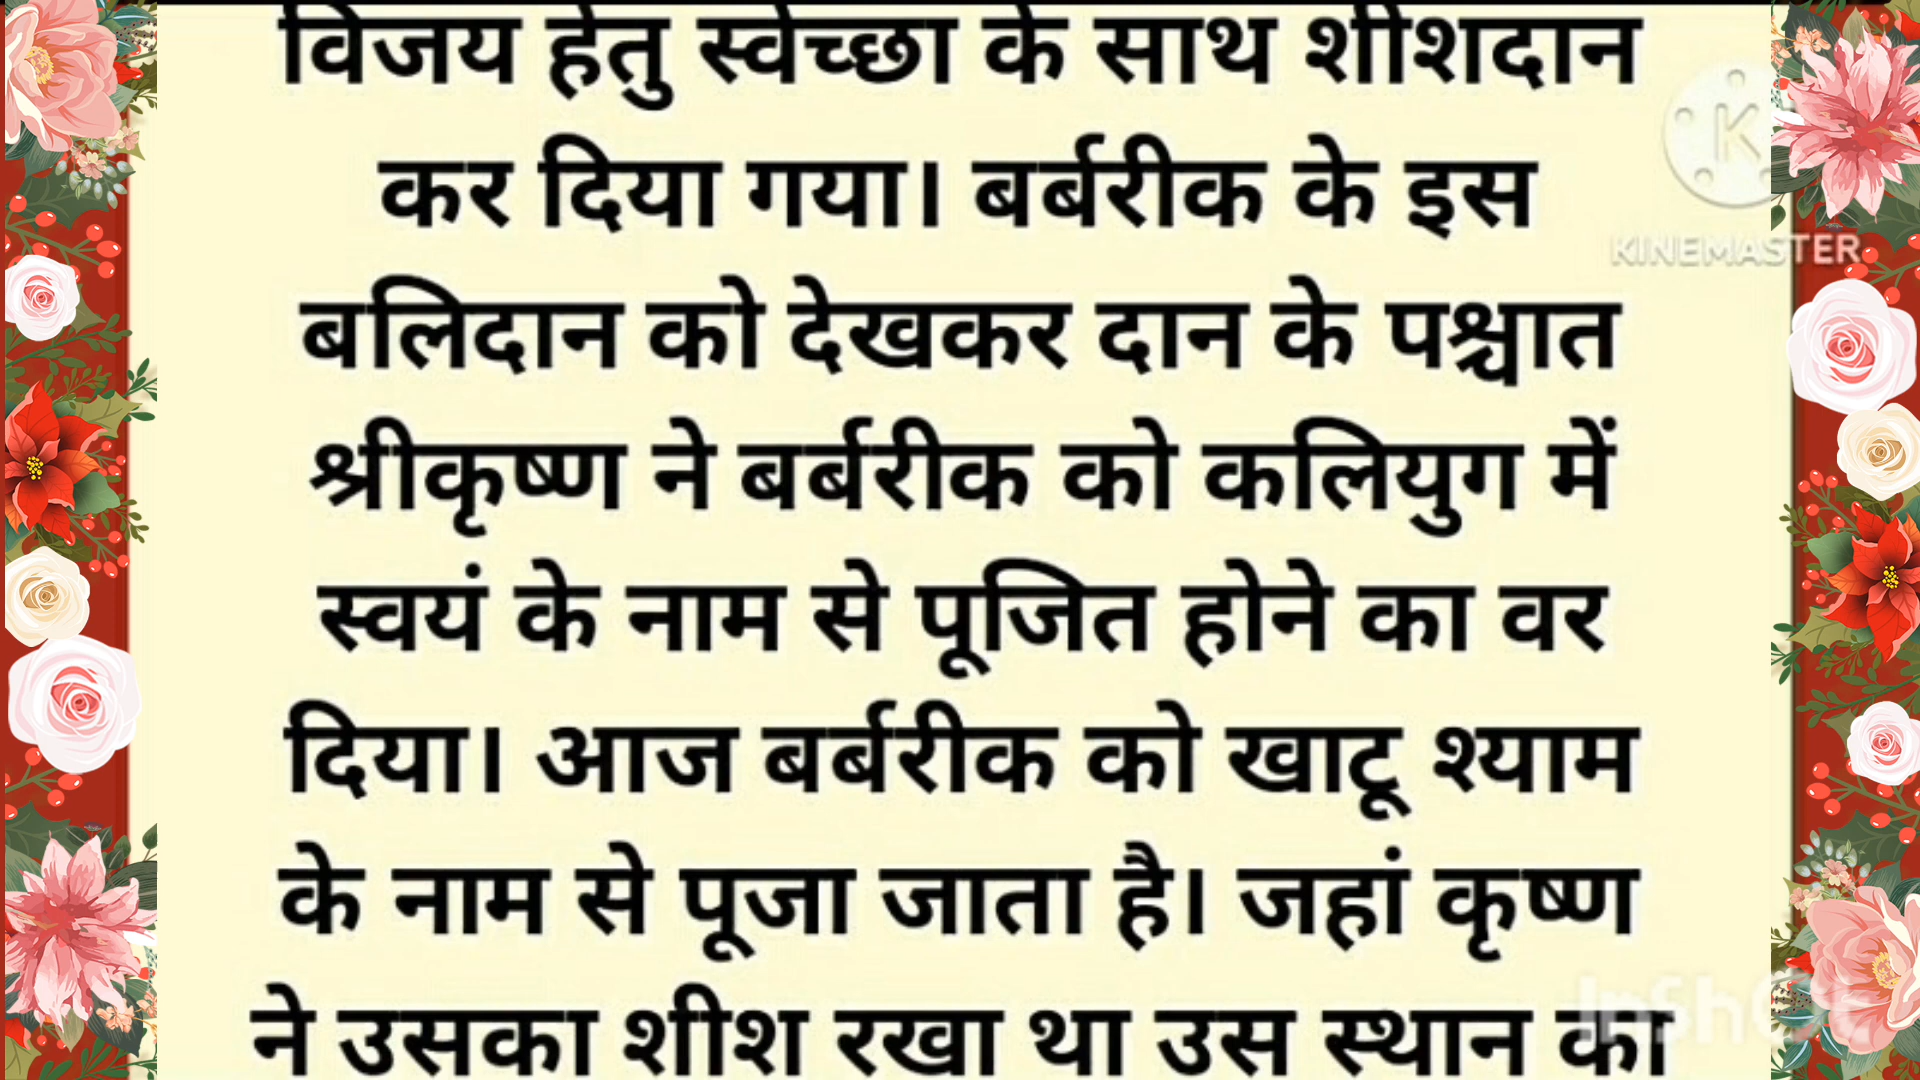 विजय हेतु स्वेच्छा के साथ शीशदान
कर दिया गया। बर्बरीक के इस
KINEMASTER
बलिदान को देखकर दान के पश्चात
श्रीकृष्ण ने बर्बरीक को कलियुग में
स्वयं के नाम से पूजित होने का वर
दिया। आज बर्बरीक को खाटू श्याम
के नाम से पूजा जाता है। जहां कृष्ण
ने उसका शीश रखा था उस स्थान का
InShOt